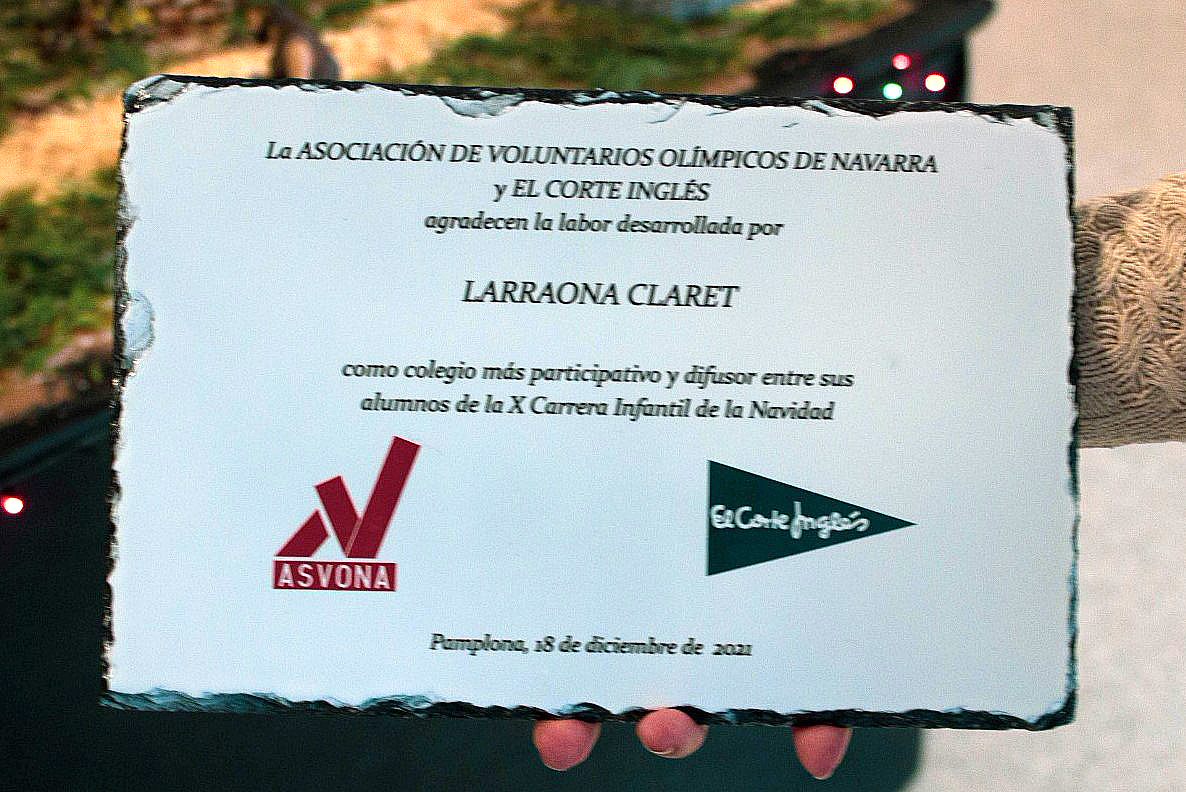 La ASOCIACIÓN DE VOLUNTARIOS OLÍMPICOS DE NAVARRA
y EL CORTE INGLÉS
agradecen la labor desarrollada por
LARRAONA CLARET
como colegio más participativo y difusor entre sus
alumnos de la X Carrera Infantil de la Navidad
ASVONA
El Corte Inglés
Pamplona, 18 de diciembre de 2021